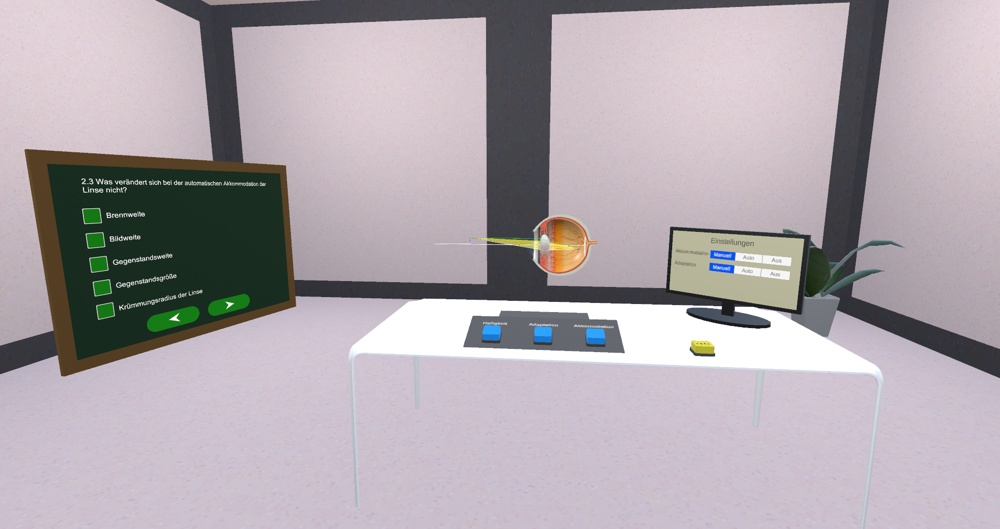 2.3 Was verändert sich bei der automatischen Akkommodation der
Linse nicht?
Brennweite
Bildweite
Gegenstandsweite
Gegenstandsgröße
Krümmungsradius der Linse
Einstellungen
Akkommodation Manuell Auto Aus
Adaptation Manuell Auto Aus
Helligkeit Adaptation Akkomodation